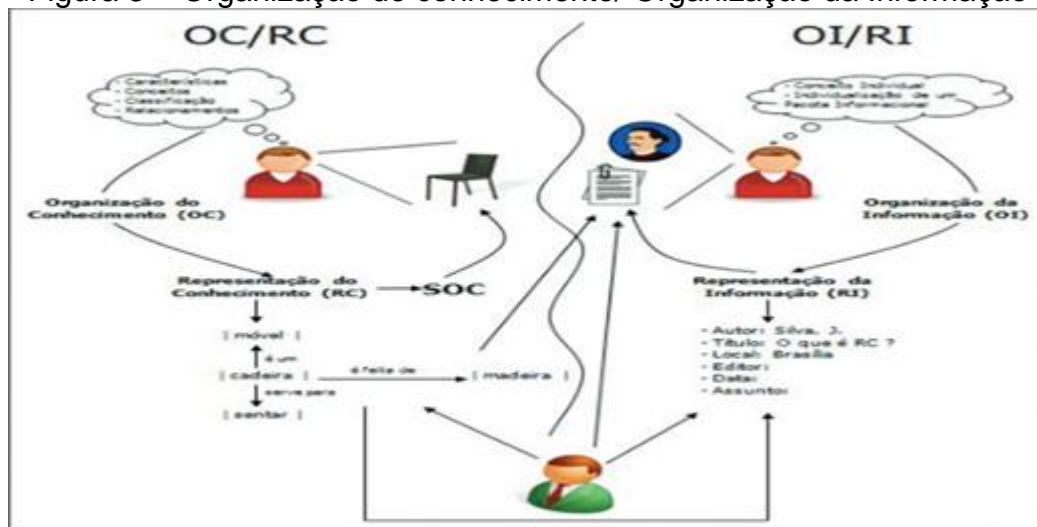 Figura 3 – Organização do conhecimento/ Organização da Informação
OC/RC
- Características
- Conceitos
- Classificação
- Relacionamentos
Organização do
Conhecimento (OC)
Representação do
Conhecimento (RC)
SOC
| móvel |
é um
| cadeira |
é feita de
| madeira |
serve para
| sentar |
OI/RI
- Conceito Individual
- Individualização de um
Pacote Informacional
Organização da
Informação (OI)
Representação da
Informação (RI)
- Autor: Silva, J.
- Título: O que é RC ?
- Local: Brasília
- Editor:
- Data:
- Assunto: